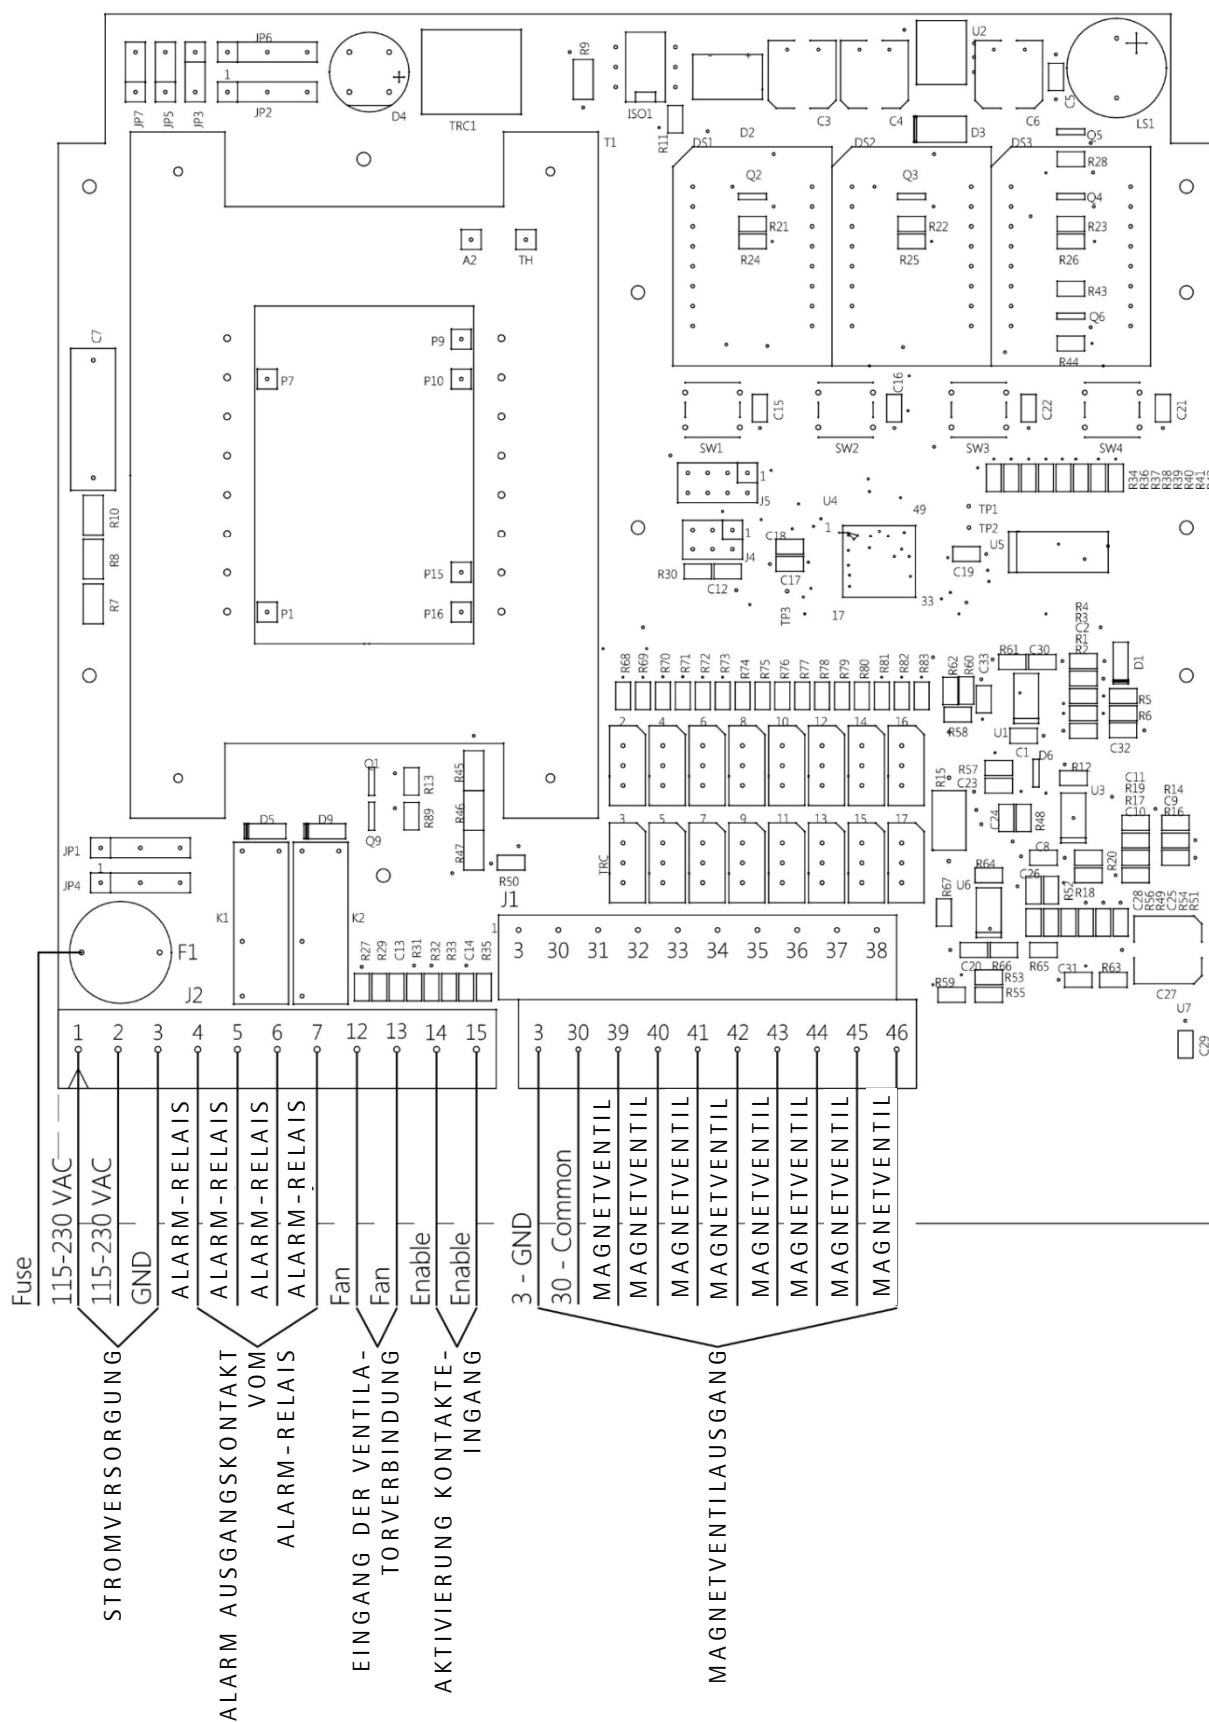 JP7
JP5
JP3
JP6
1
JP2
D4
TRC1
R9
ISO1
R11
D2
C3
C4
U2
D3
C6
C5
LS1
T1
DS1
DS2
DS3
Q5
R28
Q2
Q3
Q4
R21
R22
R23
R24
R25
R26
R43
Q6
R44
A2
TH
C7
P9
P7
P10
P15
P1
P16
R10
R8
R7
C15
C16
C22
C21
SW1
SW2
SW3
SW4
1
J5
1
J4
R30
C12
C18
C17
TP3
U4
1
49
17
33
TP1
TP2
U5
C19
R34
R36
R37
R38
R39
R40
R41
R4
R3
C2
R1
R2
D1
R5
R6
C32
R68
R69
R70
R71
R72
R73
R74
R75
R76
R77
R78
R79
R80
R81
R82
R83
R62
R60
C33
R61
C30
R58
U1
C1
2
4
6
8
10
12
14
16
3
5
7
9
11
13
15
17
TRC
D6
R57
C23
R15
R12
U3
C24
R48
C8
C11
R19
R17
C10
R14
C9
R16
R20
R64
C26
R52
R18
U6
R67
C28
R56
R49
C25
R54
R51
C20
R66
R65
R53
R59
R55
C31
R63
C27
U7
C29
Q1
R13
Q9
R89
R45
R46
R47
R50
D5
D9
JP1
1
JP4
K1
K2
F1
J2
R27
R29
C13
R31
R32
R33
C14
R35
J1
1
3 30 31 32 33 34 35 36 37 38
1 2 3 4 5 6 7 12 13 14 15
3 30 39 40 41 42 43 44 45 46
Fuse
115-230 VAC
115-230 VAC
GND
ALARM-RELAIS
ALARM-RELAIS
ALARM-RELAIS
ALARM-RELAIS
Fan
Fan
Enable
Enable
3 - GND
30 - Common
MAGNETVENTIL
MAGNETVENTIL
MAGNETVENTIL
MAGNETVENTIL
MAGNETVENTIL
MAGNETVENTIL
MAGNETVENTIL
MAGNETVENTIL
STROMVERSORGUNG
ALARM AUSGANGSKONTAKT
VOM
ALARM-RELAIS
EINGANG DER VENTILA-
TORVERBINDUNG
AKTIVIERUNG KONTAKTE-
INGANG
MAGNETVENTILAUSGANG